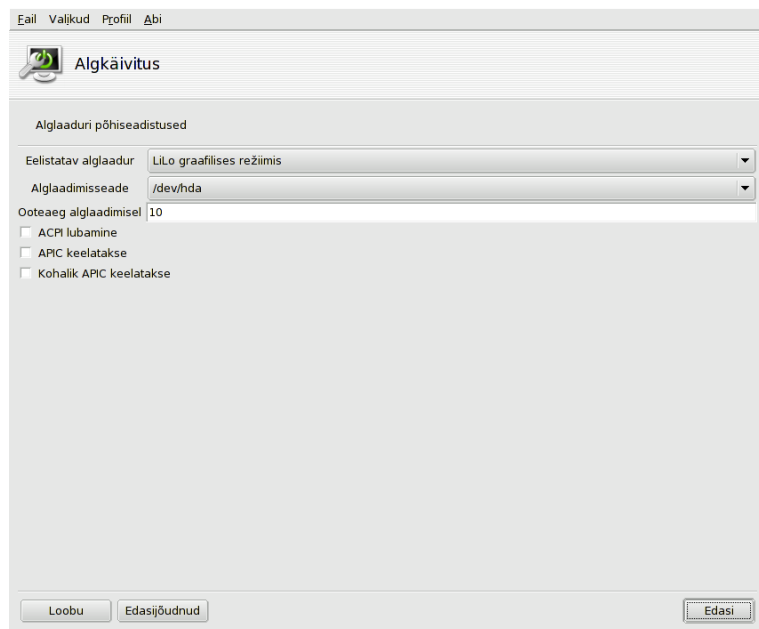 Fail Valikud Profiil Abi
Algkäivitus
Alglaaduri põhiseadistused
Eelistatav alglaadur LiLo graafilises režiimis
Alglaadimisseade /dev/hda
Ooteaeg alglaadimisel 10
ACPI lubamine
APIC keelatakse
Kohalik APIC keelatakse
Loobu Edasijõudnud Edasi